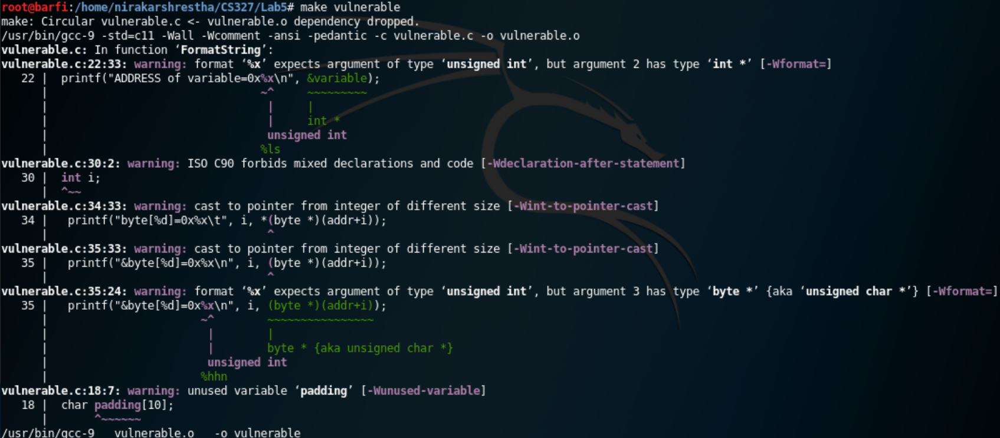 root@barfi:/home/nirakarshrestha/CS327/Lab5# make vulnerable
make: Circular vulnerable.c <- vulnerable.o dependency dropped.
/usr/bin/gcc-9 -std=c11 -Wall -Wcomment -ansi -pedantic -c vulnerable.c -o vulnerable.o
vulnerable.c: In function ‘FormatString’:
vulnerable.c:22:33: warning: format ‘%x’ expects argument of type ‘unsigned int’, but argument 2 has type ‘int *’ [-Wformat=]
   22 |  printf("ADDRESS of variable=0x%x\n", &variable);
      |                                ~^     ~~~~~~~~~
      |                                 |     |
      |                                 |     int *
      |                                 unsigned int
      |                                %ls
vulnerable.c:30:2: warning: ISO C90 forbids mixed declarations and code [-Wdeclaration-after-statement]
   30 |  int i;
      |  ^~~
vulnerable.c:34:33: warning: cast to pointer from integer of different size [-Wint-to-pointer-cast]
   34 |   printf("byte[%d]=0x%x\t", i, *(byte *)(addr+i));
      |                                 ^
vulnerable.c:35:33: warning: cast to pointer from integer of different size [-Wint-to-pointer-cast]
   35 |   printf("&byte[%d]=0x%x\n", i, (byte *)(addr+i));
      |                                 ^
vulnerable.c:35:24: warning: format ‘%x’ expects argument of type ‘unsigned int’, but argument 3 has type ‘byte *’ {aka ‘unsigned char *’} [-Wformat=]
   35 |   printf("&byte[%d]=0x%x\n", i, (byte *)(addr+i));
      |                       ~^        ~~~~~~~~~~~~~~~~
      |                        |        |
      |                        |        byte * {aka unsigned char *}
      |                        unsigned int
      |                       %hhn
vulnerable.c:18:7: warning: unused variable ‘padding’ [-Wunused-variable]
   18 |  char padding[10];
      |       ^~~~~~~
/usr/bin/gcc-9   vulnerable.o   -o vulnerable